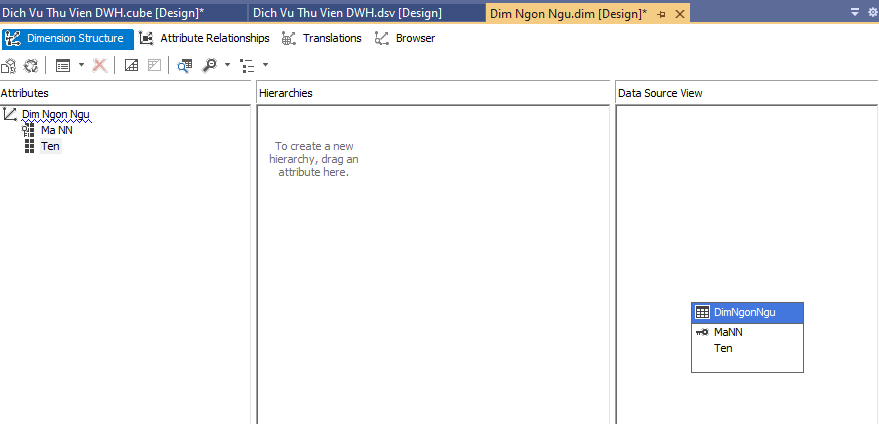 Dich Vu Thu Vien DWH.cube [Design]*
Dich Vu Thu Vien DWH.dsv [Design]
Dim Ngon Ngu.dim [Design]*
Dimension Structure
Attribute Relationships
Translations
Browser
Attributes
Hierarchies
Data Source View
Dim Ngon Ngu
Ma NN
Ten
To create a new
hierarchy, drag an
attribute here.
DimNgonNgu
MaNN
Ten